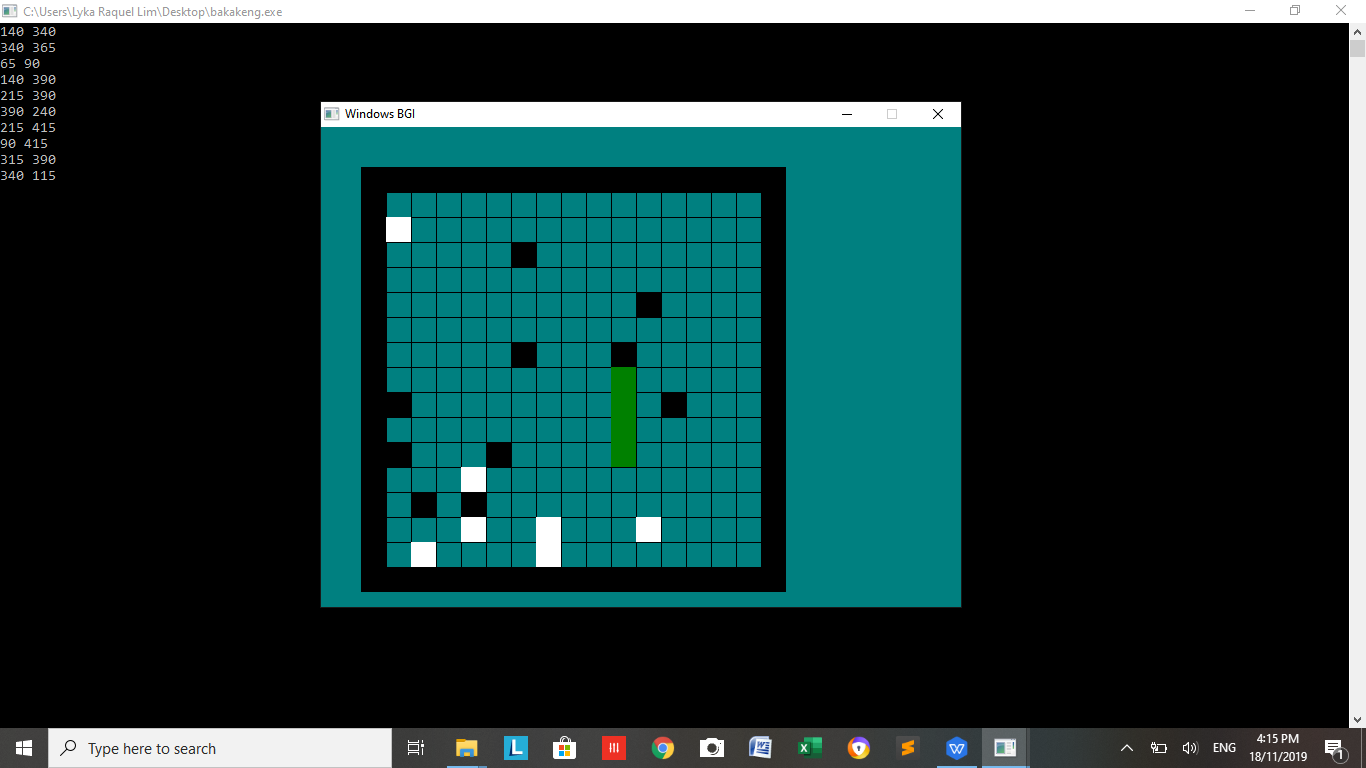 C:\Users\Lyka Raquel Lim\Desktop\bakakeng.exe
140 340
340 365
65 90
140 390
215 390
390 240
215 415
90 415
315 390
340 115
Windows BGI
Type here to search
L
W
ENG
4:15 PM
18/11/2019
1